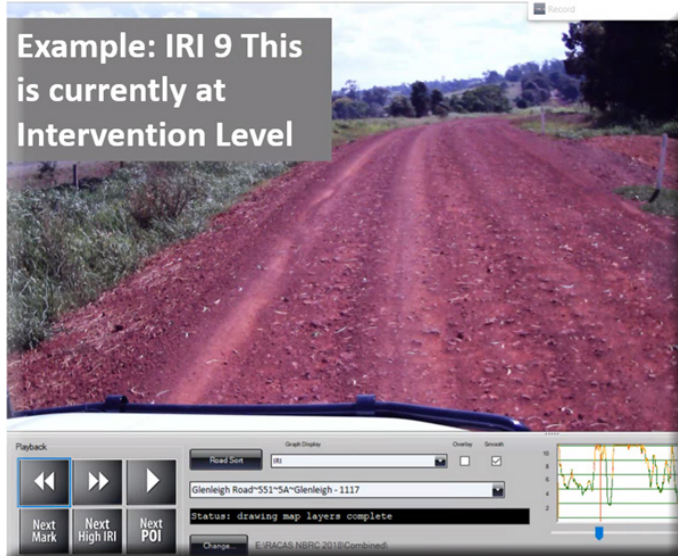 Record
Example: IRI 9 This
is currently at
Intervention Level
Playback
Graph Display
Overlay
Smooth
Road Sort
IRI
Glenleigh Road~551~5A~Glenleigh - 1117
Status: drawing map layers complete
Next Mark
Next High IRI
Next POI
Change...
E:\RACAS NBRC 2018\Combined\
10
8
6
4
2